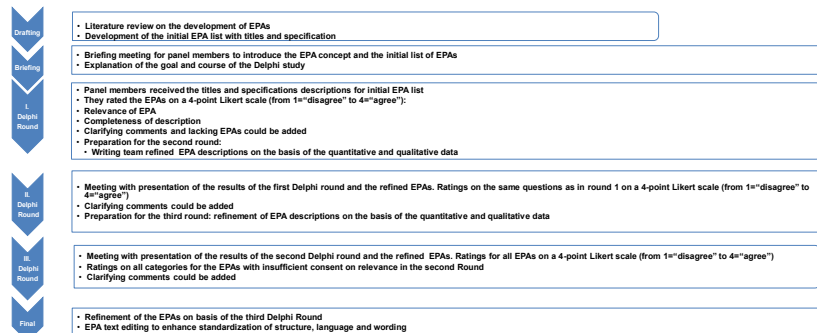 Drafting
• Literature review on the development of EPAs
• Development of the initial EPA list with titles and specification
Briefing
• Briefing meeting for panel members to introduce the EPA concept and the initial list of EPAs
• Explanation of the goal and course of the Delphi study
I.
Delphi
Round
• Panel members received the titles and specifications descriptions for initial EPA list
• They rated the EPAs on a 4-point Likert scale (from 1=“disagree” to 4=“agree”):
• Relevance of EPA
• Completeness of description
• Clarifying comments and lacking EPAs could be added
• Preparation for the second round:
• Writing team refined EPA descriptions on the basis of the quantitative and qualitative data
II.
Delphi
Round
• Meeting with presentation of the results of the first Delphi round and the refined EPAs. Ratings on the same questions as in round 1 on a 4-point Likert scale (from 1=“disagree” to
4=“agree”)
• Clarifying comments could be added
• Preparation for the third round: refinement of EPA descriptions on the basis of the quantitative and qualitative data
III.
Delphi
Round
• Meeting with presentation of the results of the second Delphi round and the refined EPAs. Ratings for all EPAs on a 4-point Likert scale (from 1=“disagree” to 4=“agree”)
• Ratings on all categories for the EPAs with insufficient consent on relevance in the second Round
• Clarifying comments could be added
Final
• Refinement of the EPAs on basis of the third Delphi Round
• EPA text editing to enhance standardization of structure, language and wording